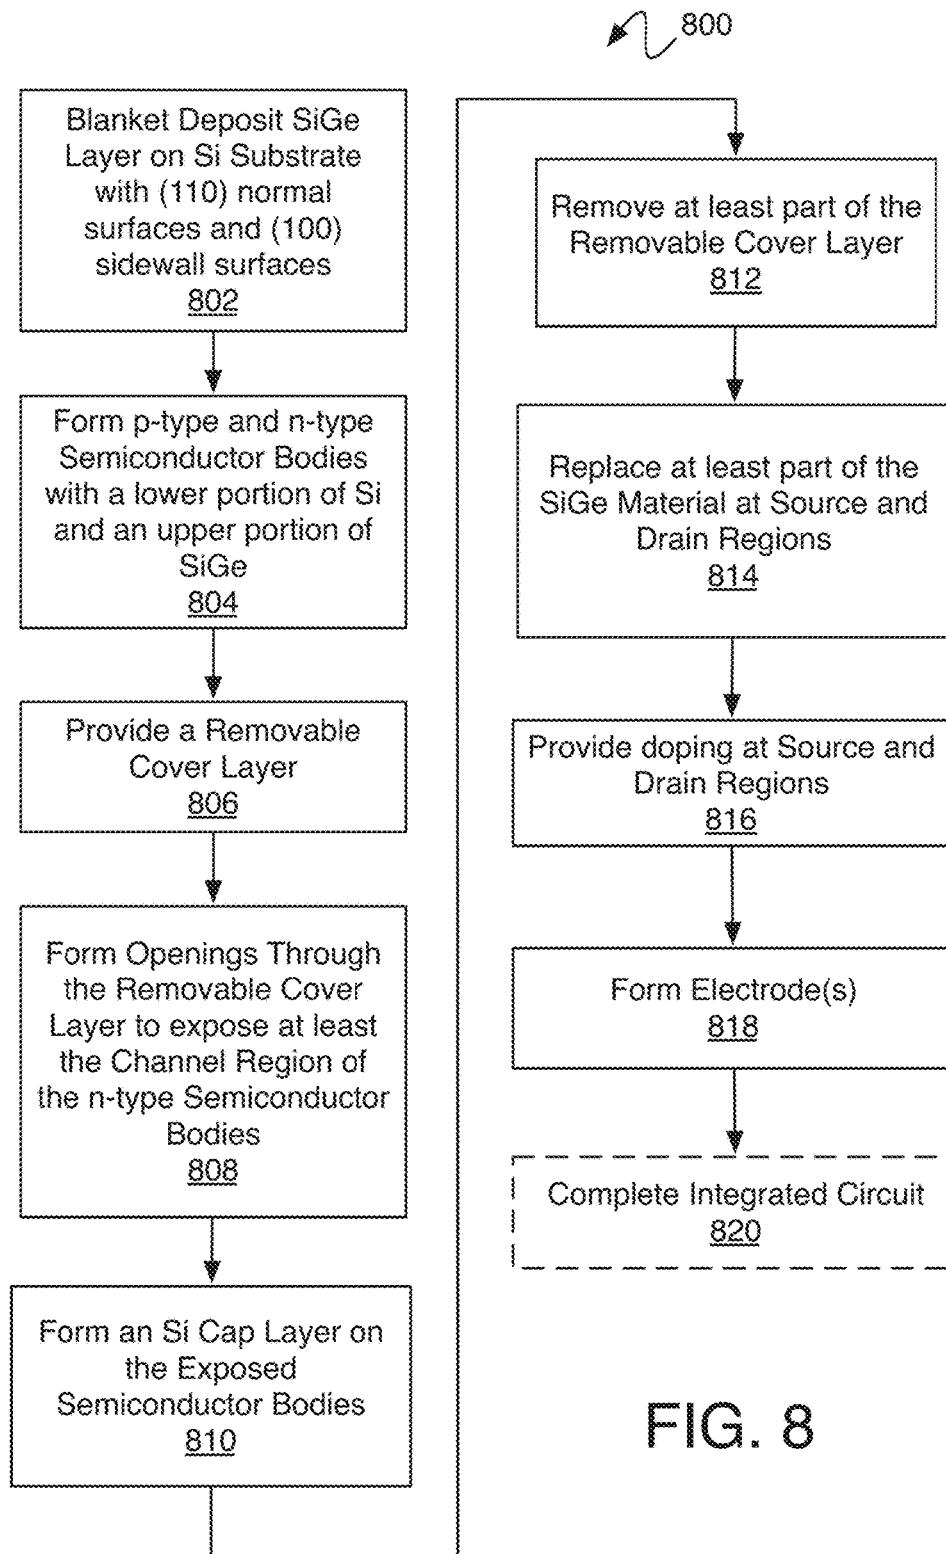 800
Blanket Deposit SiGe
Layer on Si Substrate
with (110) normal
surfaces and (100)
sidewall surfaces
802
Form p-type and n-type
Semiconductor Bodies
with a lower portion of Si
and an upper portion of
SiGe
804
Provide a Removable
Cover Layer
806
Form Openings Through
the Removable Cover
Layer to expose at least
the Channel Region of
the n-type Semiconductor
Bodies
808
Form an Si Cap Layer on
the Exposed
Semiconductor Bodies
810
Remove at least part of the
Removable Cover Layer
812
Replace at least part of the
SiGe Material at Source and
Drain Regions
814
Provide doping at Source and
Drain Regions
816
Form Electrode(s)
818
Complete Integrated Circuit
820
FIG. 8